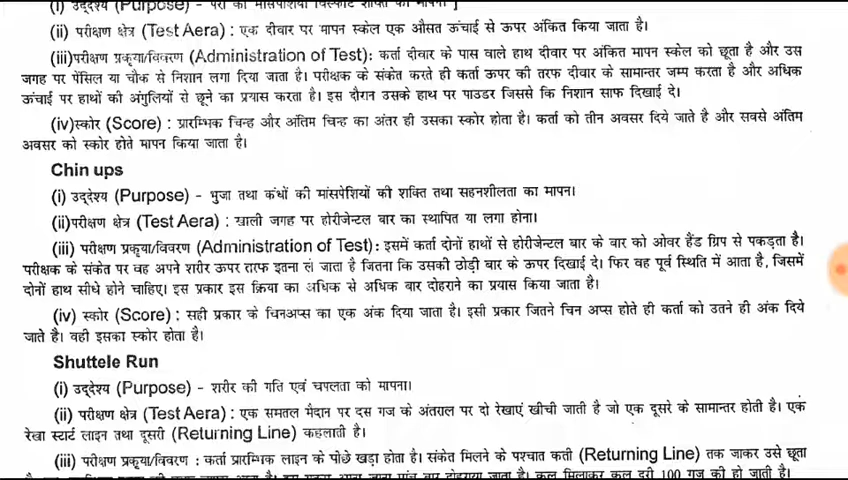 (i) उद्देश्य (Purpose) - पैरों की मांसपेशियों
(ii) परीक्षण क्षेत्र (Test Aera) : एक दीवार पर मापन स्केल एक औसत ऊंचाई से ऊपर अंकित किया जाता है।
(iii)परीक्षण प्रकृया/विवरण (Administration of Test): कर्ता दीवार के पास वाले हाथ दीवार पर अंकित मापन स्केल को छूता है और उस
जगह पर पेंसिल या चौक से निशान लगा दिया जाता है। परीक्षक के संकेत करते ही कर्ता ऊपर की तरफ दीवार के सामान्तर जम्प करता है और अधिक
ऊंचाई पर हाथों की अंगुलियों से छूने का प्रयास करता है। इस दौरान उसके हाथ पर पाउडर जिससे कि निशान साफ दिखाई दे।
(iv)स्कोर (Score) : प्रारम्भिक चिन्ह और अंतिम चिन्ह का अंतर ही उसका स्कोर होता है। कर्ता को तीन अवसर दिये जाते है और सबसे अंतिम
अवसर को स्कोर होते मापन किया जाता है।
Chin ups
(i) उद्देश्य (Purpose) - भुजा तथा कंधों की मांसपेशियों की शक्ति तथा सहनशीलता का मापन।
(ii)परीक्षण क्षेत्र (Test Aera) : खाली जगह पर होरीजेन्टल बार का स्थापित या लगा होना।
(iii) परीक्षण प्रकृया/विवरण (Administration of Test): इसमें कर्ता दोनों हाथों से होरीजेन्टल बार के वार को ओवर हैंड ग्रिप से पकड़ता है।
परीक्षक के संकेत पर वह अपने शरीर ऊपर तरफ इतना ले जाता है जितना कि उसकी ठोड़ी बार के ऊपर दिखाई दे। फिर वह पूर्व स्थिति में आता है, जिसमें
दोनों हाथ सीधे होने चाहिए। इस प्रकार इस क्रिया का अधिक से अधिक बार दोहराने का प्रयास किया जाता है।
(iv) स्कोर (Score) : सही प्रकार के चिनअप्स का एक अंक दिया जाता है। इसी प्रकार जितने चिन अप्स होते ही कर्ता को उतने ही अंक दिये
जाते है। वही इसका स्कोर होता है।
Shuttele Run
(i) उद्देश्य (Purpose) - शरीर की गति एवं चपलता को मापना।
(ii) परीक्षण क्षेत्र (Test Aera) : एक समतल मैदान पर दस गज के अंतराल पर दो रेखाएं खीची जाती है जो एक दूसरे के सामान्तर होती है। एक
रेखा स्टार्ट लाइन तथा दूसरी (Returning Line) कहलाती है।
(iii) परीक्षण प्रकृया/विवरण : कर्ता प्रारम्भिक लाइन के पीछे खड़ा होता है। संकेत मिलने के पश्चात कर्ता (Returning Line) तक जाकर उसे छूता
पांच बार दोहराया जाता है। कुल मिलाकर कुल दूरी 100 गज की हो जाती है।